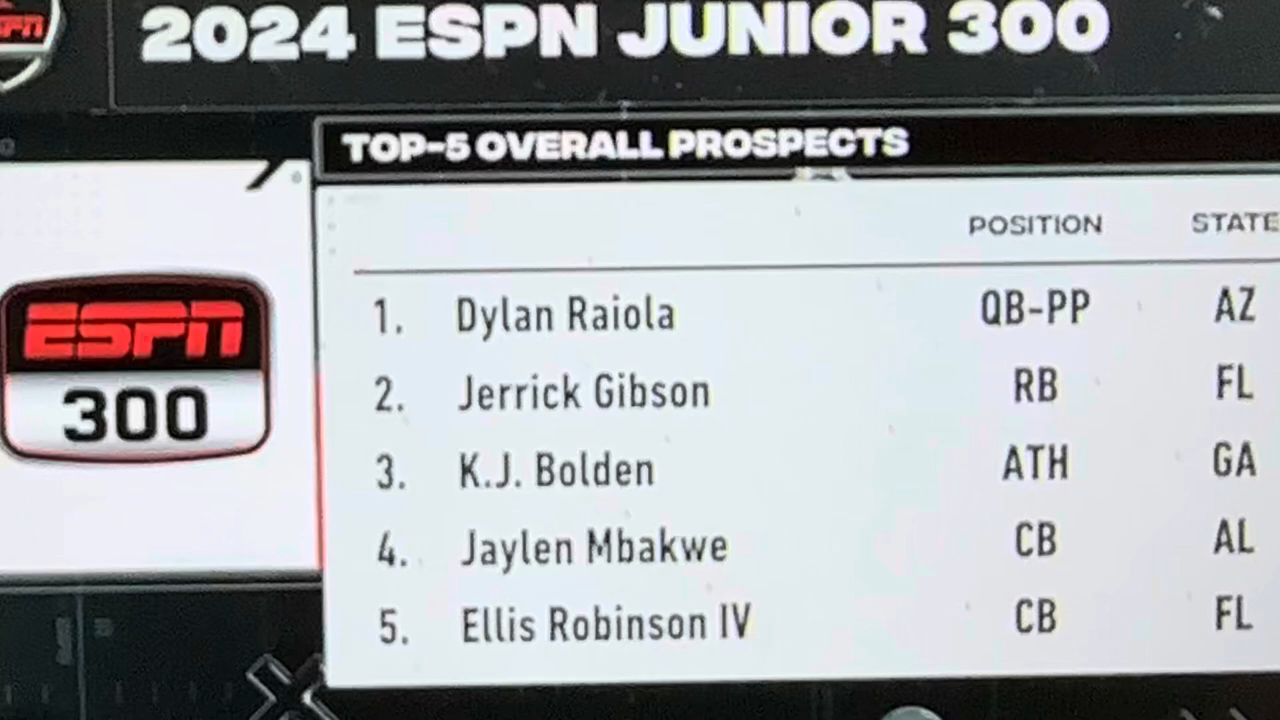 2024 ESPN JUNIOR 300
TOP-5 OVERALL PROSPECTS
POSITION STATE
1. Dylan Raiola QB-PP AZ
2. Jerrick Gibson RB FL
3. K.J. Bolden ATH GA
4. Jaylen Mbakwe CB AL
5. Ellis Robinson IV CB FL
ESPN
300